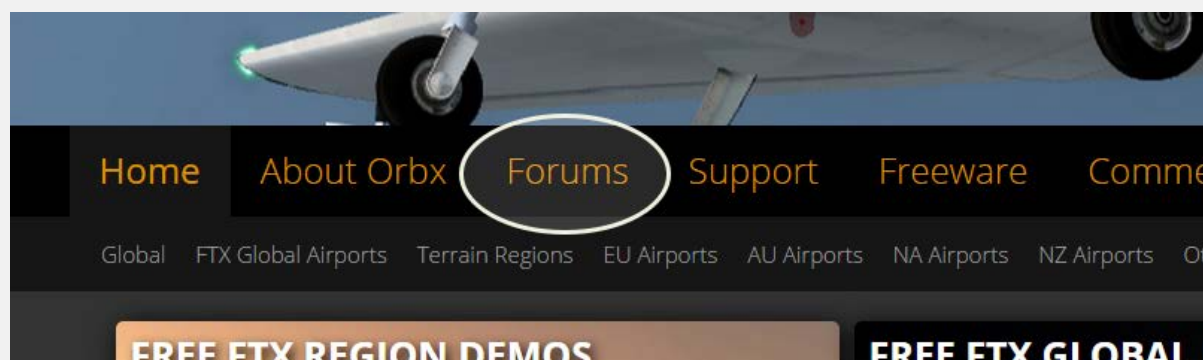 Home About Orbx Forums Support Freeware
Global FTX Global Airports Terrain Regions EU Airports AU Airports NA Airports NZ Airports
FREE FTX REGION DEMOS FREE FTX GLOBAL